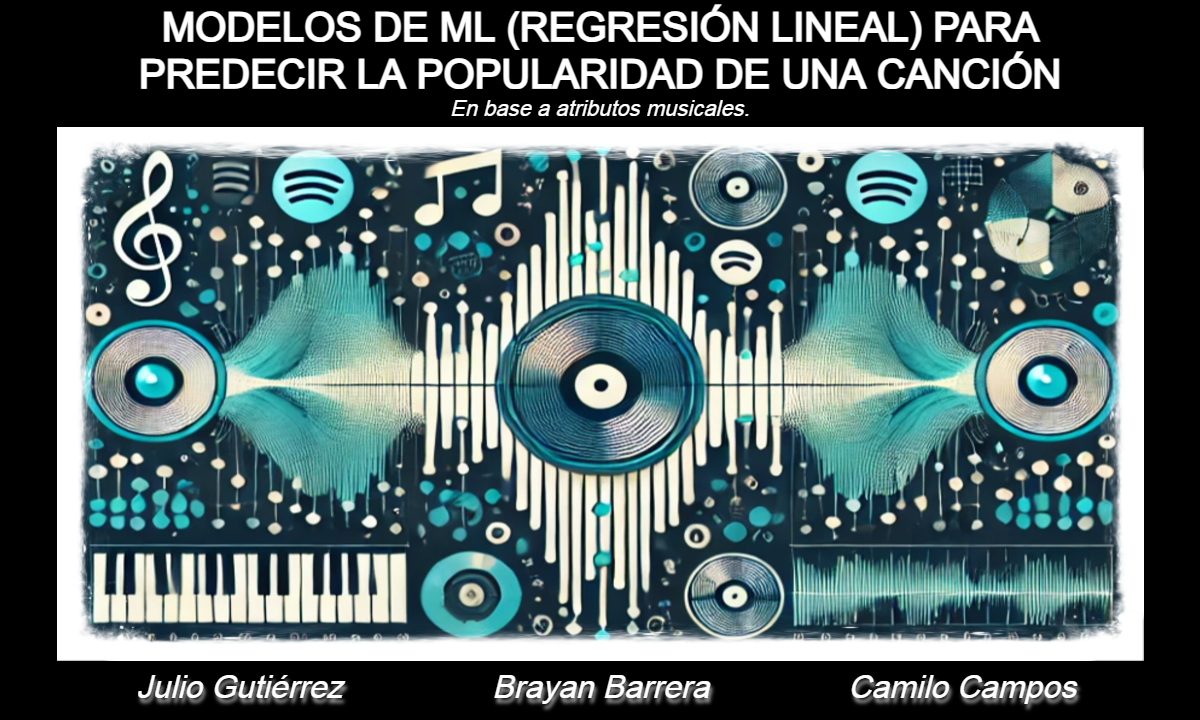 MODELOS DE ML (REGRESIÓN LINEAL) PARA
PREDECIR LA POPULARIDAD DE UNA CANCIÓN
En base a atributos musicales.
Julio Gutiérrez
Brayan Barrera
Camilo Campos